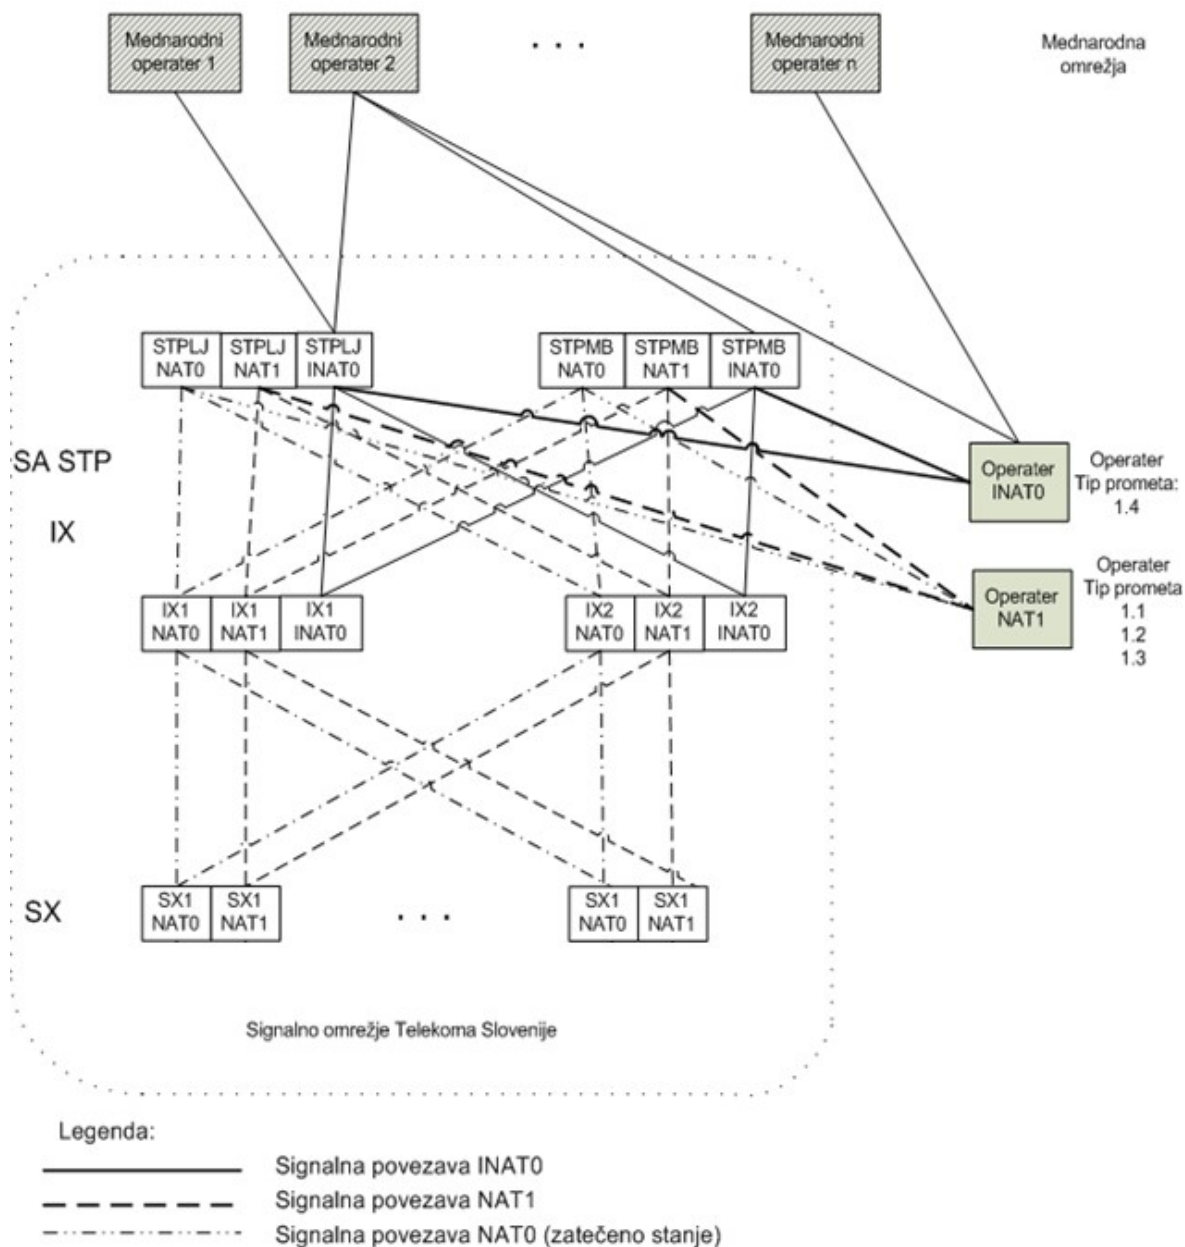 Mednarodni
operater 1
Mednarodni
operater 2
. . .
Mednarodni
operater n
Mednarodna
omrežja
STPLJ
NAT0
STPLJ
NAT1
STPLJ
INAT0
STPMB
NAT0
STPMB
NAT1
STPMB
INAT0
SA STP
IX
Operater
INAT0
Operater
Tip prometa:
1.4
Operater
NAT1
Operater
Tip prometa
1.1
1.2
1.3
IX1
NAT0
IX1
NAT1
IX1
INAT0
IX2
NAT0
IX2
NAT1
IX2
INAT0
SX
SX1
NAT0
SX1
NAT1
. . .
SX1
NAT0
SX1
NAT1
Signalno omrežje Telekoma Slovenije
Legenda:
Signalna povezava INAT0
Signalna povezava NAT1
Signalna povezava NAT0 (zatečeno stanje)